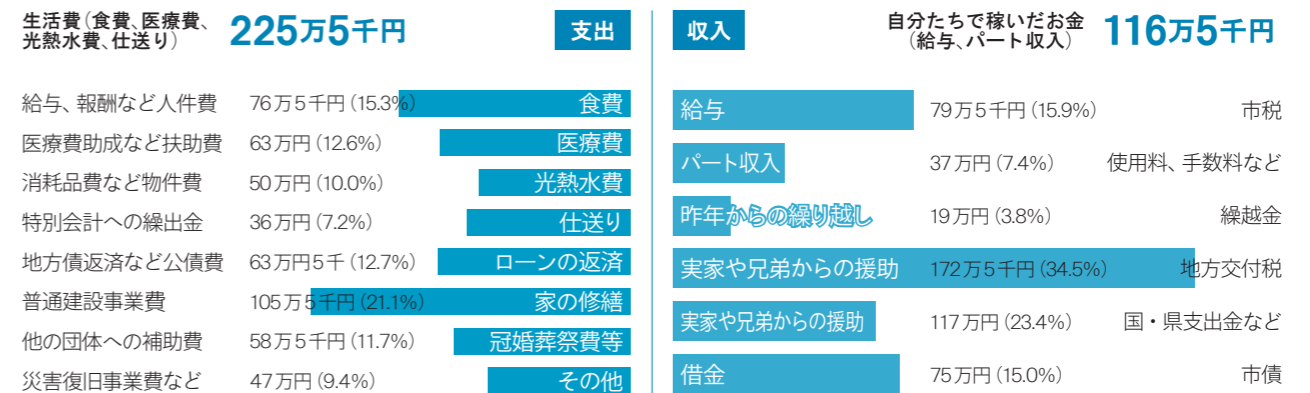 生活費（食費、医療費、
光熱水費、仕送り）
225万5千円
支出
給与、報酬など人件費 76万5千円（15.3%） 食費
医療費助成など扶助費 63万円（12.6%） 医療費
消耗品費など物件費 50万円（10.0%） 光熱水費
特別会計への繰出金 36万円（7.2%） 仕送り
地方債返済など公債費 63万円5千（12.7%） ローンの返済
普通建設事業費 105万5千円（21.1%） 家の修繕
他の団体への補助費 58万5千円（11.7%） 冠婚葬祭費等
災害復旧事業費など 47万円（9.4%） その他
収入
自分たちで稼いだお金
（給与、パート収入）
116万5千円
給与 79万5千円（15.9%） 市税
パート収入 37万円（7.4%） 使用料、手数料など
昨年からの繰り越し 19万円（3.8%） 繰越金
実家や兄弟からの援助 172万5千円（34.5%） 地方交付税
実家や兄弟からの援助 117万円（23.4%） 国・県支出金など
借金 75万円（15.0%） 市債